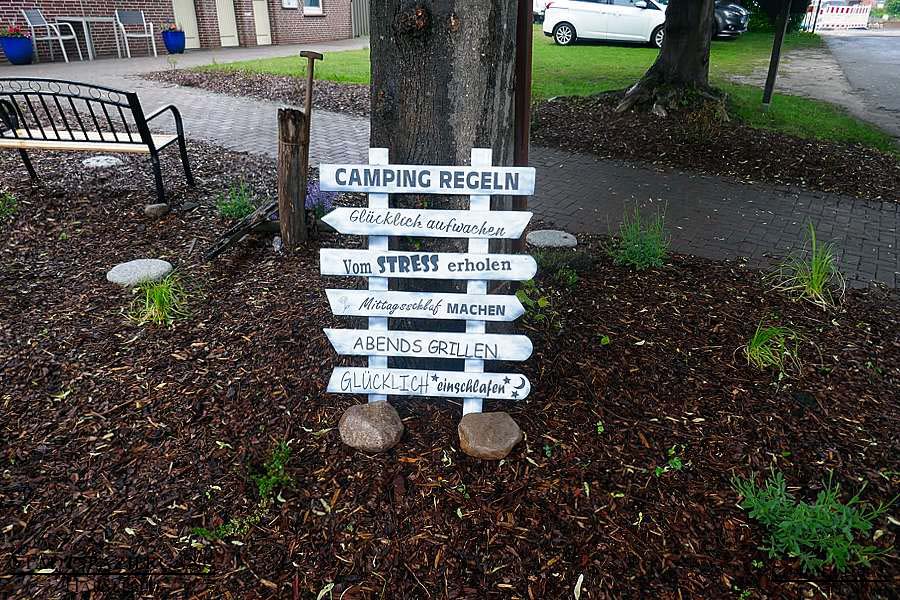 CAMPING REGELN
Glücklich aufwachen
Vom STRESS erholen
Mittagsschlaf MACHEN
ABENDS GRILLEN
GLÜCKLICH einschlafen